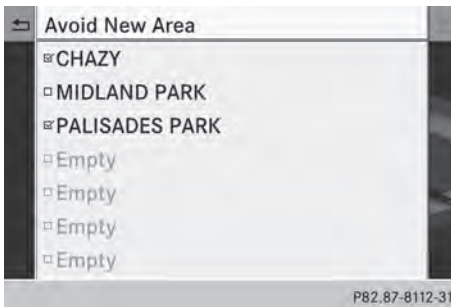 Avoid New Area
CHAZY
MIDLAND PARK
PALISADES PARK
Empty
Empty
Empty
Empty
P82.87-8112-31